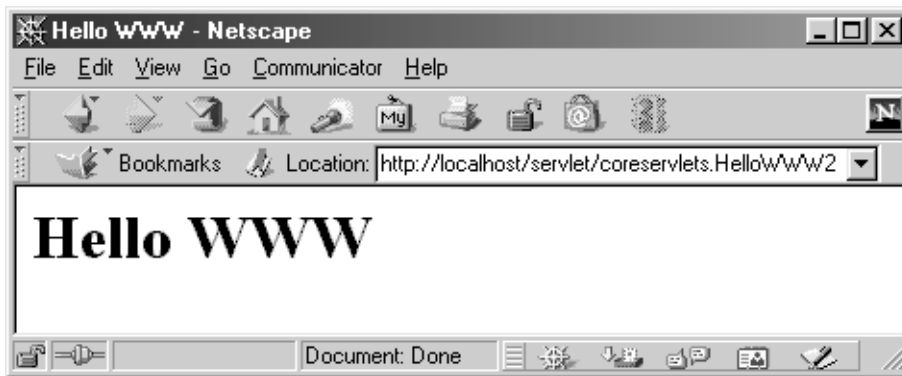 Hello WWW - Netscape
File Edit View Go Communicator Help
My @ N
Bookmarks Location: http://localhost/servlet/coreservlets.HelloWWW2
Hello WWW
Document: Done